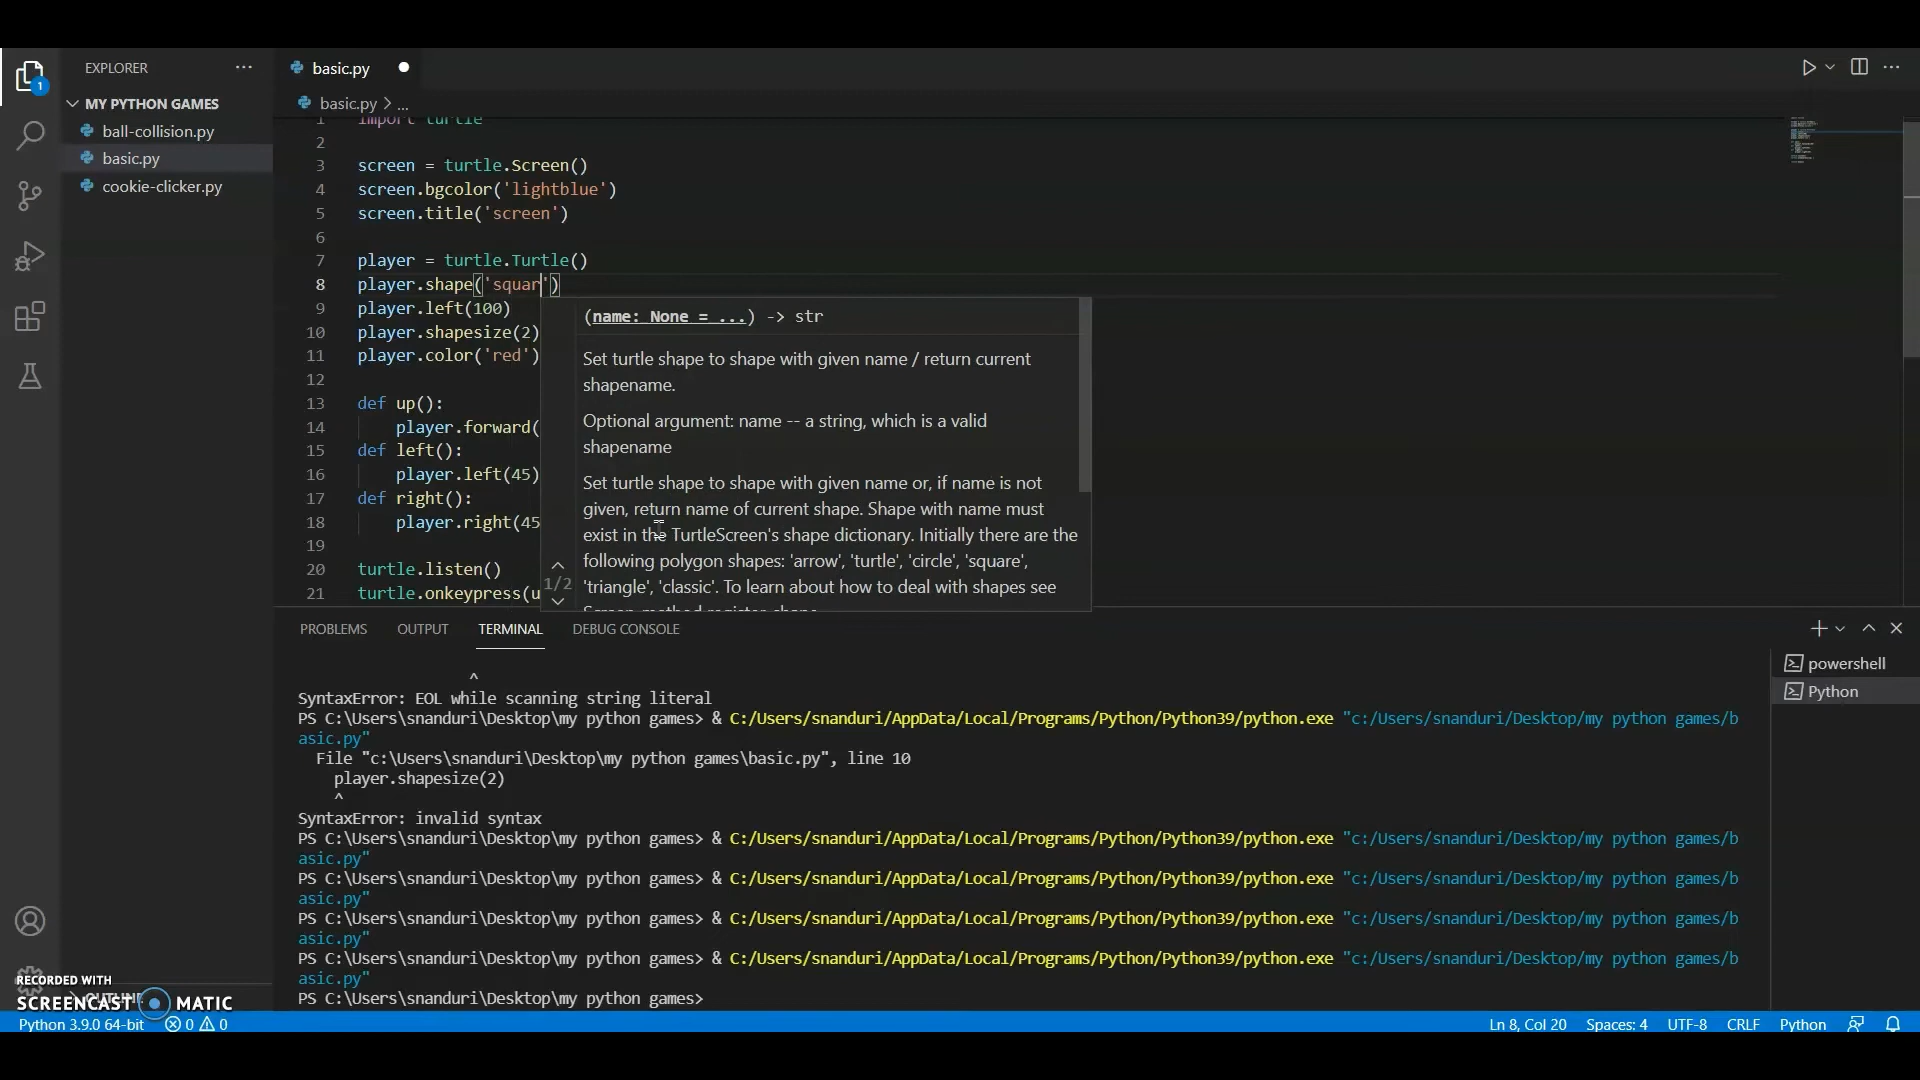 EXPLORER
MY PYTHON GAMES
ball-collision.py
basic.py
cookie-clicker.py
basic.py
basic.py > ...
1 import turtle
2
3 screen = turtle.Screen()
4 screen.bgcolor('lightblue')
5 screen.title('screen')
6
7 player = turtle.Turtle()
8 player.shape('squar')
9 player.left(100)
10 player.shapesize(2)
11 player.color('red')
12
13 def up():
14 player.forward(
15 def left():
16 player.left(45)
17 def right():
18 player.right(45
19
20 turtle.listen()
21 turtle.onkeypress(u
(name: None = ...) -> str
Set turtle shape to shape with given name / return current
shapename.
Optional argument: name -- a string, which is a valid
shapename
Set turtle shape to shape with given name or, if name is not
given, return name of current shape. Shape with name must
exist in the TurtleScreen's shape dictionary. Initially there are the
following polygon shapes: 'arrow', 'turtle', 'circle', 'square',
'triangle', 'classic'. To learn about how to deal with shapes see
1/2
PROBLEMS OUTPUT TERMINAL DEBUG CONSOLE
powershell
Python
^
SyntaxError: EOL while scanning string literal
PS C:\Users\snanduri\Desktop\my python games> & C:/Users/snanduri/AppData/Local/Programs/Python/Python39/python.exe "c:/Users/snanduri/Desktop/my python games/b
asic.py"
File "c:\Users\snanduri\Desktop\my python games\basic.py", line 10
player.shapesize(2)
^
SyntaxError: invalid syntax
PS C:\Users\snanduri\Desktop\my python games> & C:/Users/snanduri/AppData/Local/Programs/Python/Python39/python.exe "c:/Users/snanduri/Desktop/my python games/b
asic.py"
PS C:\Users\snanduri\Desktop\my python games> & C:/Users/snanduri/AppData/Local/Programs/Python/Python39/python.exe "c:/Users/snanduri/Desktop/my python games/b
asic.py"
PS C:\Users\snanduri\Desktop\my python games> & C:/Users/snanduri/AppData/Local/Programs/Python/Python39/python.exe "c:/Users/snanduri/Desktop/my python games/b
asic.py"
PS C:\Users\snanduri\Desktop\my python games> & C:/Users/snanduri/AppData/Local/Programs/Python/Python39/python.exe "c:/Users/snanduri/Desktop/my python games/b
asic.py"
PS C:\Users\snanduri\Desktop\my python games>
RECORDED WITH
SCREENCAST MATIC
Python 3.9.0 64-bit 0 0
Ln 8, Col 20 Spaces: 4 UTF-8 CRLF Python